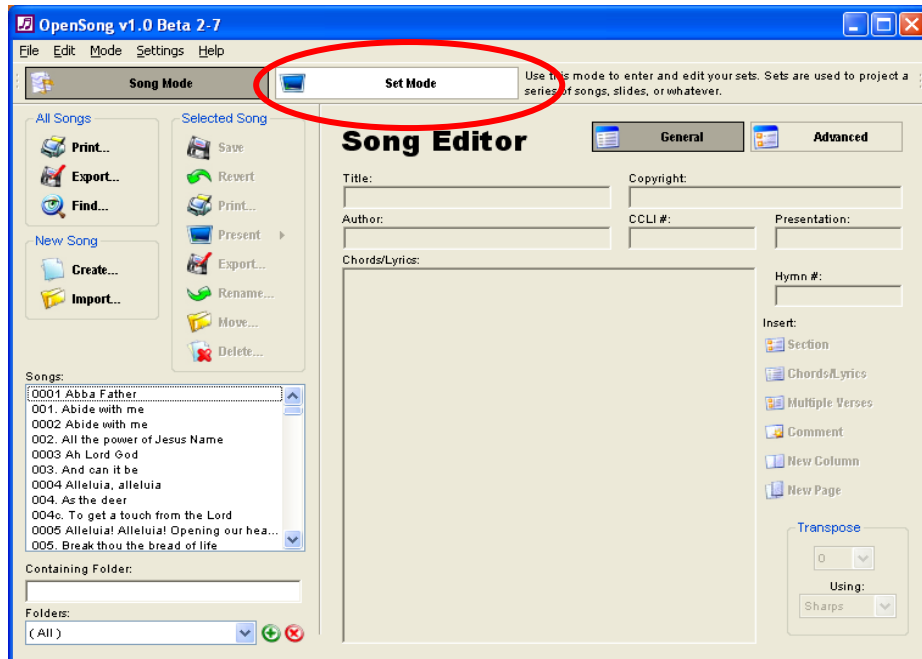 OpenSong v1.0 Beta 2-7
File Edit Mode Settings Help
Song Mode
Set Mode
Use this mode to enter and edit your sets. Sets are used to project a
series of songs, slides, or whatever.
All Songs
Print...
Export...
Find...
New Song
Create...
Import...
Selected Song
Save
Revert
Print...
Present
Export...
Rename...
Move...
Delete...
Songs:
0001 Abba Father
001. Abide with me
0002 Abide with me
002. All the power of Jesus Name
0003 Ah Lord God
003. And can it be
0004 Alleluia, alleluia
004. As the deer
004c. To get a touch from the Lord
0005 Alleluia! Alleluia! Opening our hea...
005. Break thou the bread of life
Containing Folder:
Folders:
( All )
Song Editor
General
Advanced
Title:
Copyright:
Author:
CCLI #:
Presentation:
Chords/Lyrics:
Hymn #:
Insert:
Section
Chords/Lyrics
Multiple Verses
Comment
New Column
New Page
Transpose
0
Using:
Sharps